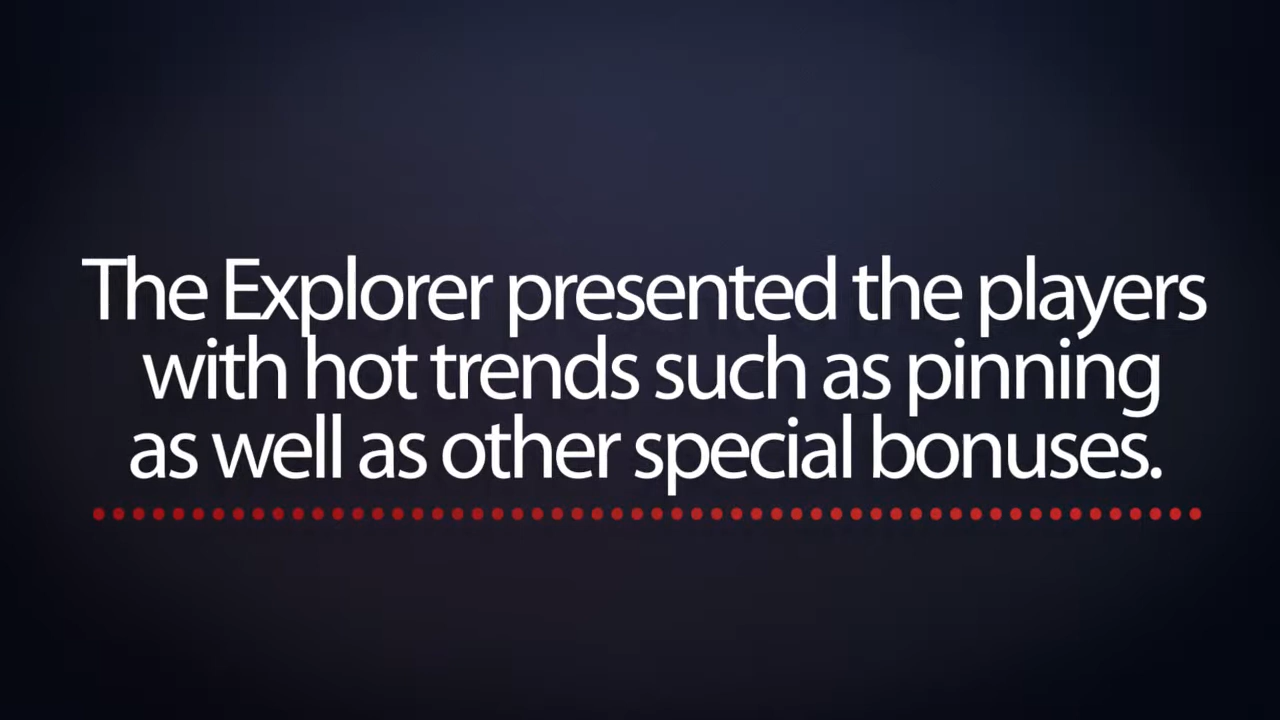 The Explorer presented the players
with hot trends such as pinning
as well as other special bonuses.